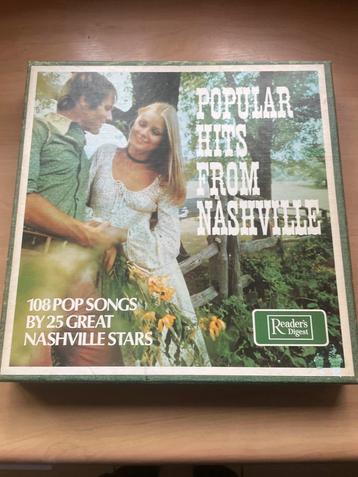 POPULAR
HITS
FROM
NASHVILLE
108 POP SONGS
BY 25 GREAT
NASHVILLE STARS
Reader's
Digest